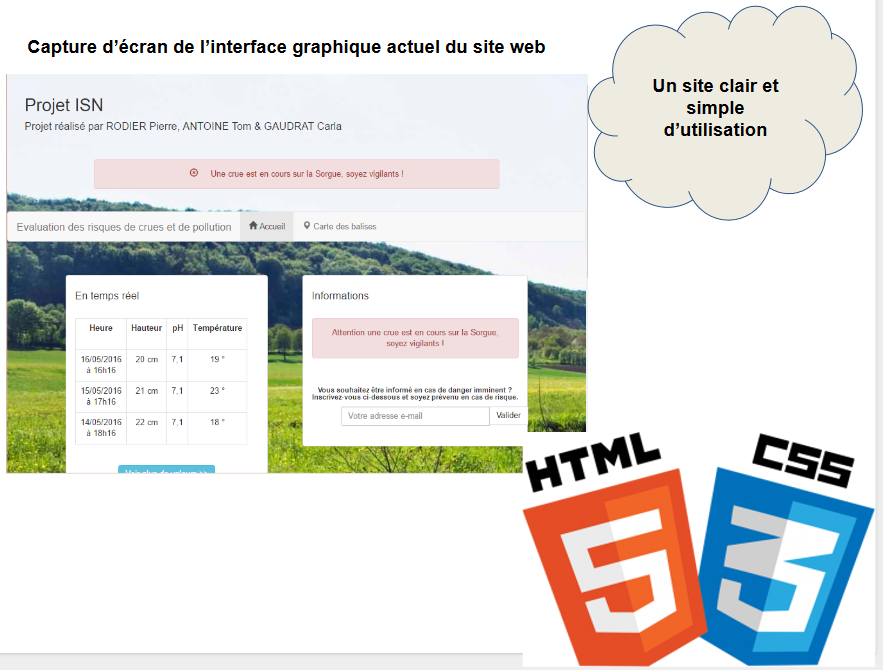 Capture d’écran de l’interface graphique actuel du site web
Un site clair et
simple
d’utilisation
Projet ISN
Projet réalisé par RODIER Pierre, ANTOINE Tom & GAUDRAT Carla
Une crue est en cours sur la Sorgue, soyez vigilants !
Evaluation des risques de crues et de pollution Accueil Carte des balises
En temps réel
Heure Hauteur pH Température
16/05/2016 20 cm 7,1 19 °
à 16h16
15/05/2016 21 cm 7,1 23 °
à 17h16
14/05/2016 22 cm 7,1 18 °
à 18h16
Voir plus de valeurs >>
Informations
Attention une crue est en cours sur la Sorgue,
soyez vigilants !
Vous souhaitez être informé en cas de danger imminent ?
Inscrivez-vous ci-dessous et soyez prévenu en cas de risque.
Votre adresse e-mail Valider
HTML
5
CSS
3